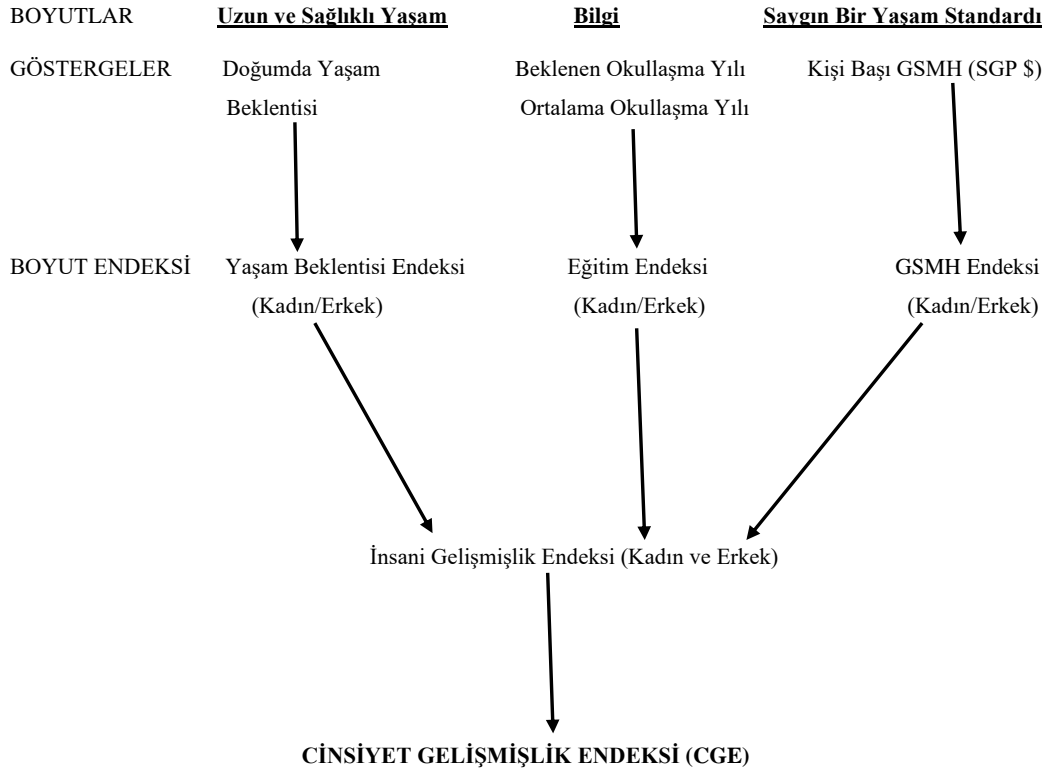 BOYUTLAR Uzun ve Sağlıklı Yaşam Bilgi Saygın Bir Yaşam Standardı
GÖSTERGELER Doğumda Yaşam Beklenen Okullaşma Yılı Kişi Başı GSMH (SGP $)
Beklentisi Ortalama Okullaşma Yılı
BOYUT ENDEKSİ Yaşam Beklentisi Endeksi Eğitim Endeksi GSMH Endeksi
(Kadın/Erkek) (Kadın/Erkek) (Kadın/Erkek)
İnsani Gelişmişlik Endeksi (Kadın ve Erkek)
CİNSİYET GELİŞMİŞLİK ENDEKSİ (CGE)